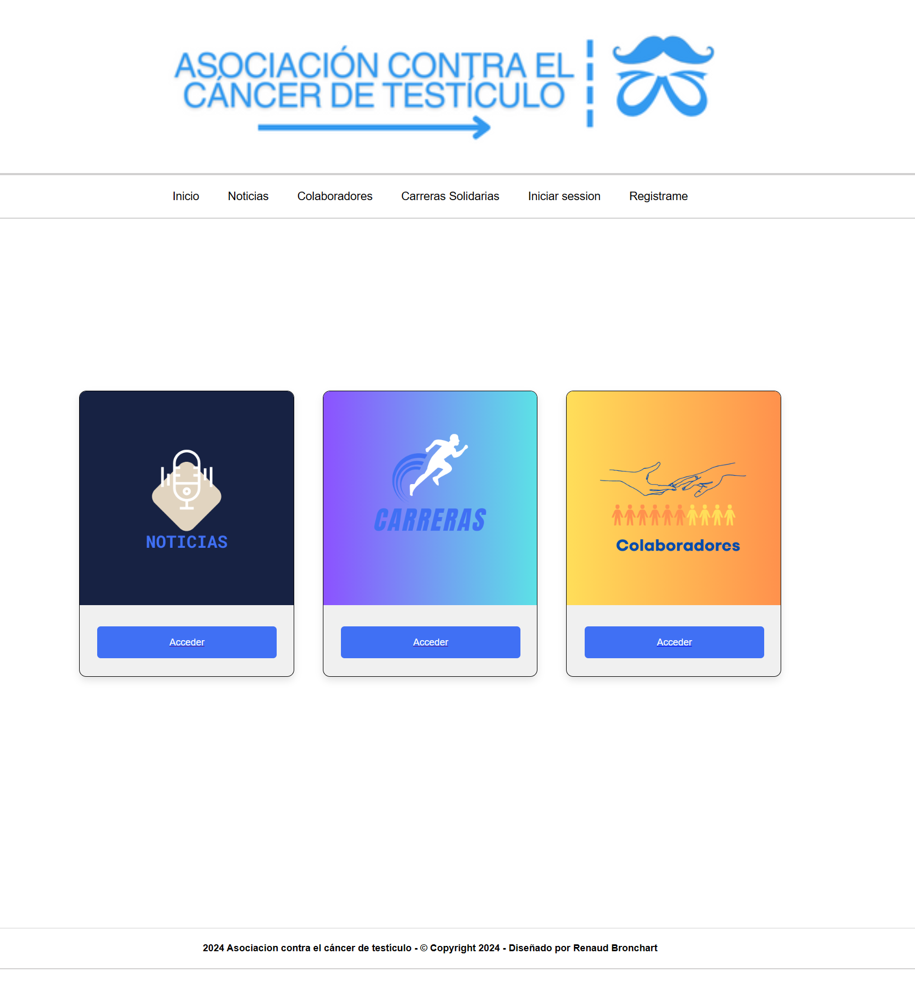 ASOCIACIÓN CONTRA EL
CÁNCER DE TESTÍCULO
Inicio Noticias Colaboradores Carreras Solidarias Iniciar session Registrame
NOTICIAS
CARRERAS
Colaboradores
Acceder Acceder Acceder
2024 Asociacion contra el cáncer de testículo - © Copyright 2024 - Diseñado por Renaud Bronchart